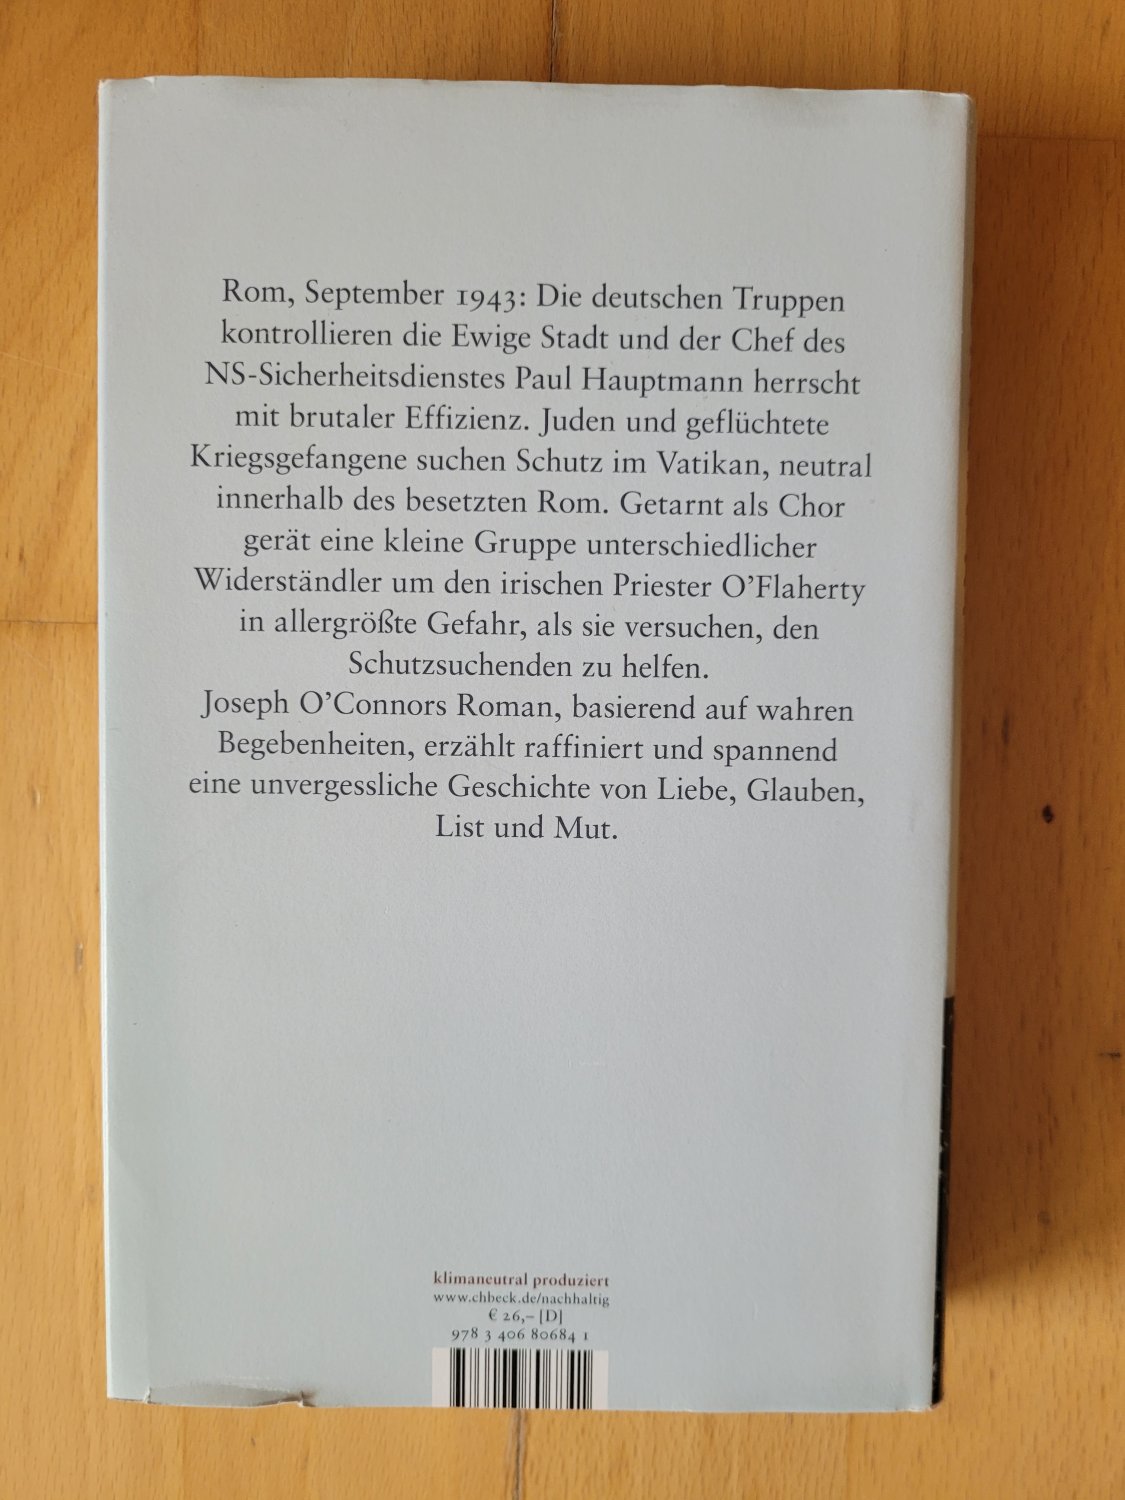 Rom, September 1943: Die deutschen Truppen
kontrollieren die Ewige Stadt und der Chef des
NS-Sicherheitsdienstes Paul Hauptmann herrscht
mit brutaler Effizienz. Juden und geflüchtete
Kriegsgefangene suchen Schutz im Vatikan, neutral
innerhalb des besetzten Rom. Getarnt als Chor
gerät eine kleine Gruppe unterschiedlicher
Widerständler um den irischen Priester O’Flaherty
in allergrößte Gefahr, als sie versuchen, den
Schutzsuchenden zu helfen.
Joseph O’Connors Roman, basierend auf wahren
Begebenheiten, erzählt raffiniert und spannend
eine unvergessliche Geschichte von Liebe, Glauben,
List und Mut.
klimaneutral produziert
www.chbeck.de/nachhaltig
€ 26,– [D]
978 3 406 80684 1